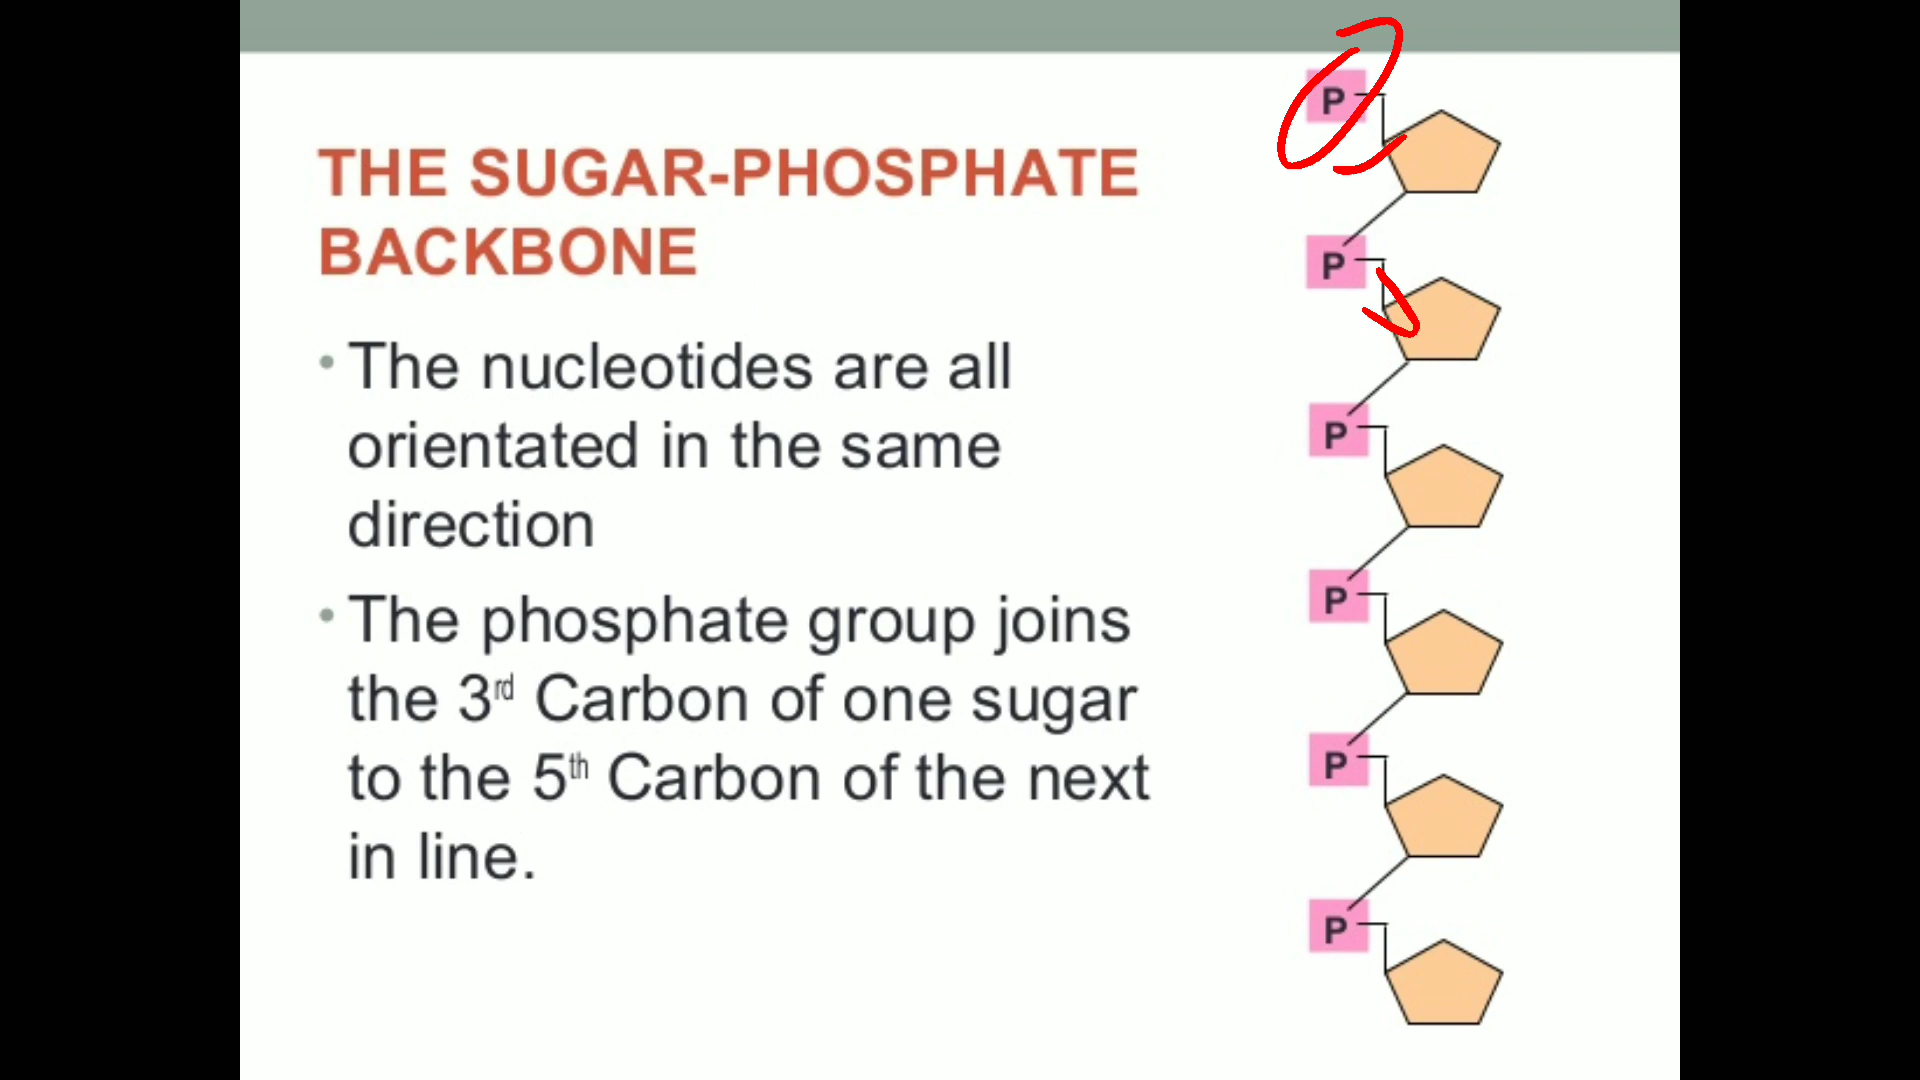 THE SUGAR-PHOSPHATE
BACKBONE
• The nucleotides are all
orientated in the same
direction
• The phosphate group joins
the 3rd Carbon of one sugar
to the 5th Carbon of the next
in line.
P
P
P
P
P
P